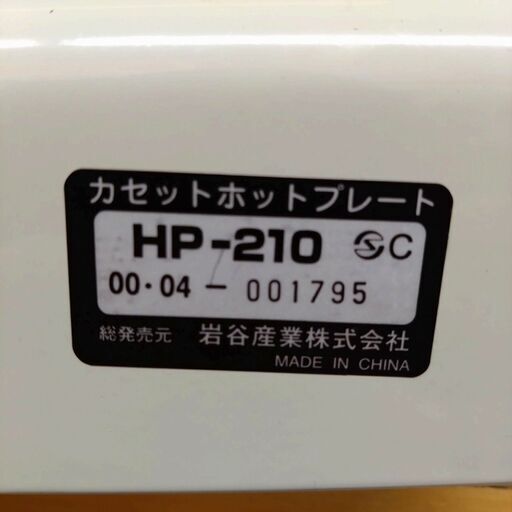 カセットホットプレート
HP-210 S C
00・04-001795
総発売元 岩谷産業株式会社
MADE IN CHINA